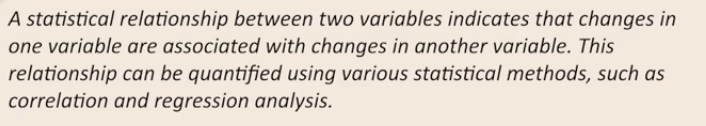 A statistical relationship between two variables indicates that changes in
one variable are associated with changes in another variable. This
relationship can be quantified using various statistical methods, such as
correlation and regression analysis.